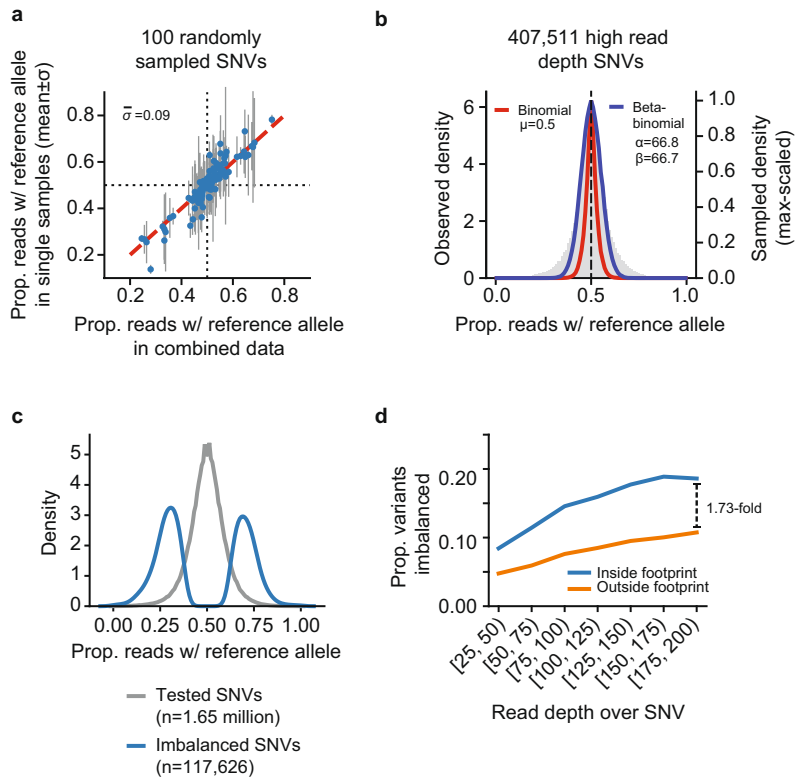 a
100 randomly
sampled SNVs
Prop. reads w/ reference allele
in single samples (mean±σ)
0.8
0.6
0.4
0.2
σ̄ =0.09
0.2
0.4
0.6
0.8
Prop. reads w/ reference allele
in combined data
b
407,511 high read
depth SNVs
Observed density
6
4
2
0
Binomial
μ=0.5
Beta-
binomial
α=66.8
β=66.7
1.0
0.8
0.6
0.4
0.2
0.0
Sampled density
(max-scaled)
0.0
0.5
1.0
Prop. reads w/ reference allele
c
Density
5
4
3
2
1
0
0.00
0.25
0.50
0.75
1.00
Prop. reads w/ reference allele
Tested SNVs
(n=1.65 million)
Imbalanced SNVs
(n=117,626)
d
Prop. variants
imbalanced
0.20
0.10
0.00
1.73-fold
Inside footprint
Outside footprint
[25, 50)
[50, 75)
[75, 100)
[100, 125)
[125, 150)
[150, 175)
[175, 200)
Read depth over SNV